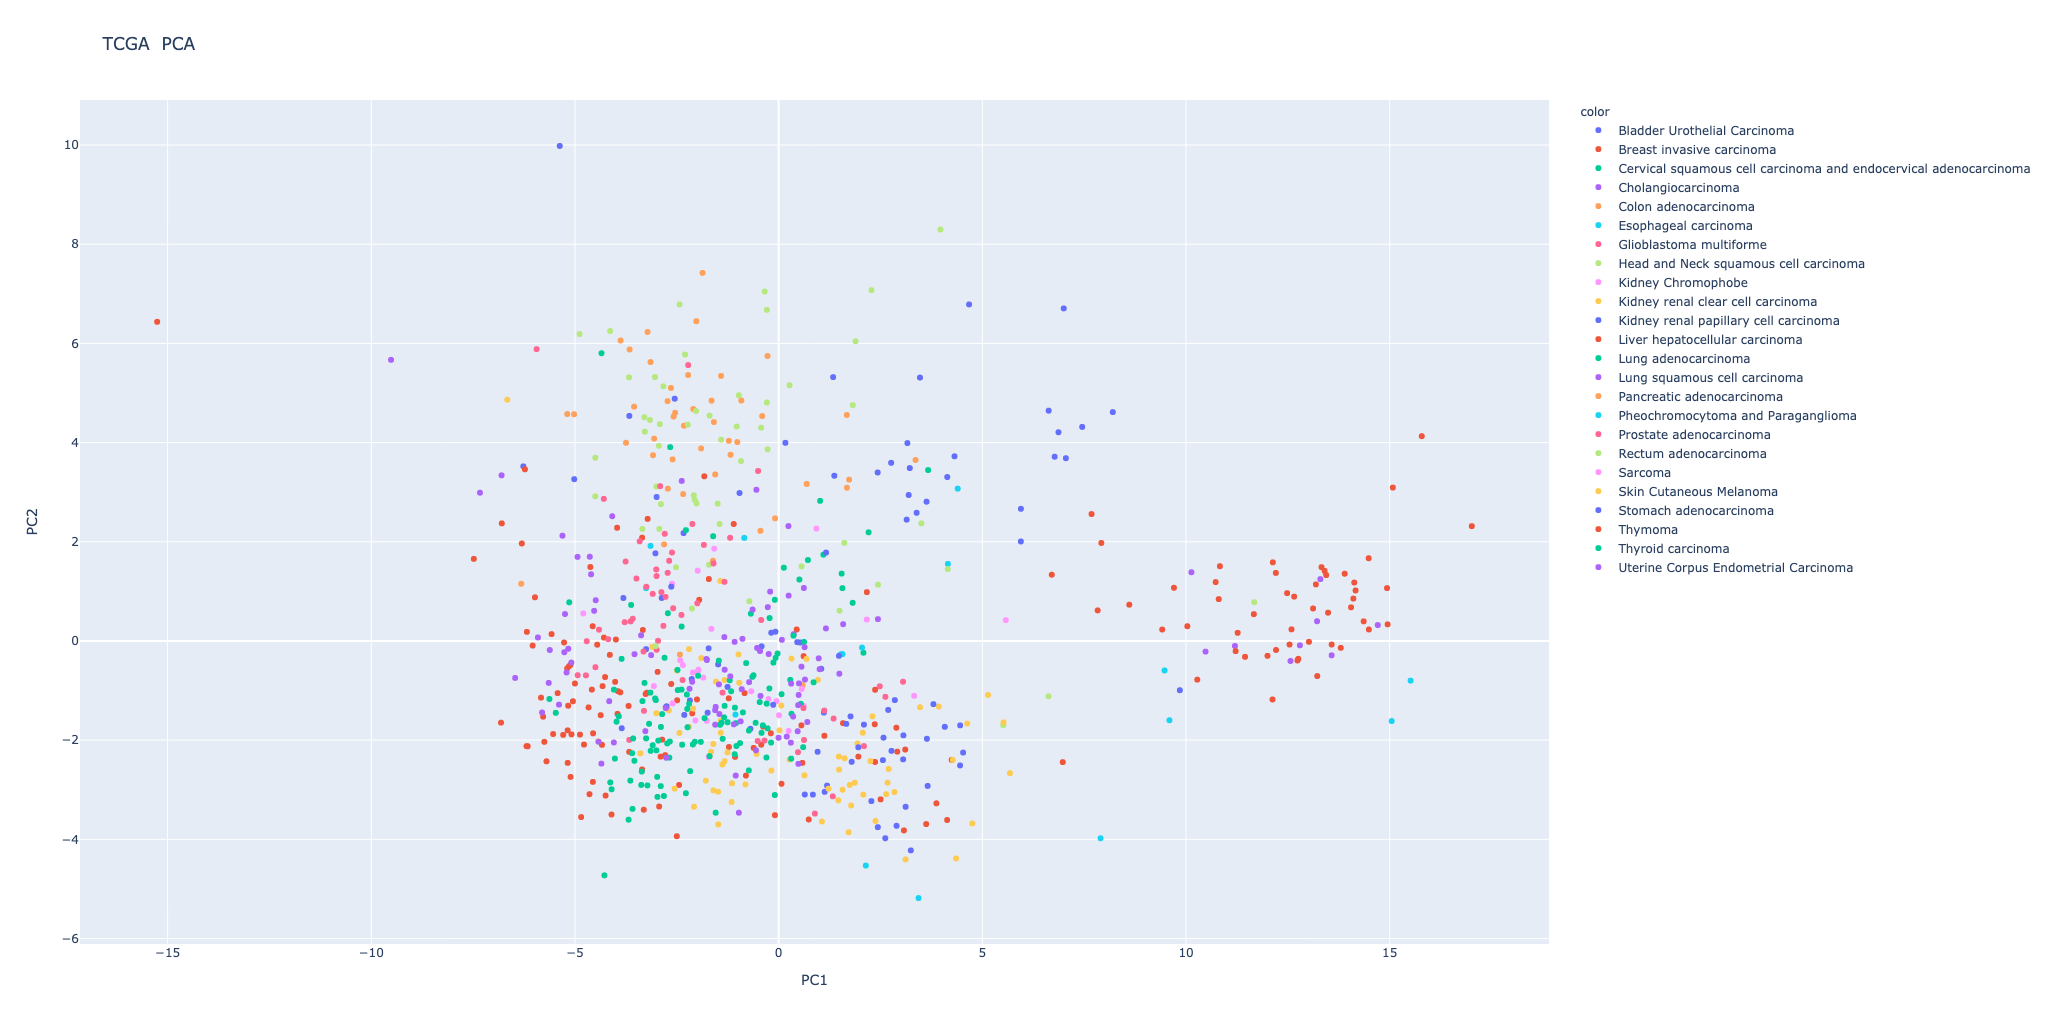 TCGA PCA
10
8
6
4
2
0
−2
−4
−6
PC2
−15
−10
−5
0
5
10
15
PC1
color
Bladder Urothelial Carcinoma
Breast invasive carcinoma
Cervical squamous cell carcinoma and endocervical adenocarcinoma
Cholangiocarcinoma
Colon adenocarcinoma
Esophageal carcinoma
Glioblastoma multiforme
Head and Neck squamous cell carcinoma
Kidney Chromophobe
Kidney renal clear cell carcinoma
Kidney renal papillary cell carcinoma
Liver hepatocellular carcinoma
Lung adenocarcinoma
Lung squamous cell carcinoma
Pancreatic adenocarcinoma
Pheochromocytoma and Paraganglioma
Prostate adenocarcinoma
Rectum adenocarcinoma
Sarcoma
Skin Cutaneous Melanoma
Stomach adenocarcinoma
Thymoma
Thyroid carcinoma
Uterine Corpus Endometrial Carcinoma